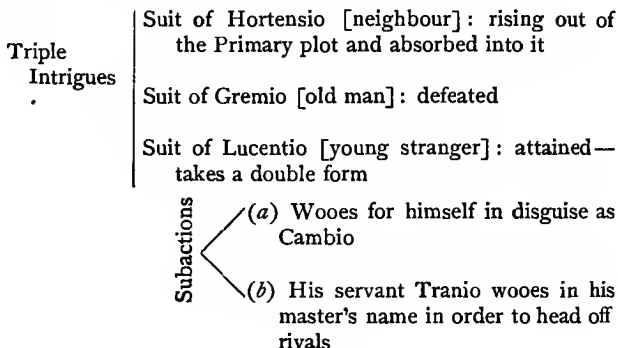 Triple
Intrigues
Suit of Hortensio [neighbour]: rising out of
the Primary plot and absorbed into it
Suit of Gremio [old man]: defeated
Suit of Lucentio [young stranger]: attained—
takes a double form
Subactions
(a) Wooes for himself in disguise as
Cambio
(b) His servant Tranio wooes in his
master's name in order to head off
rivals